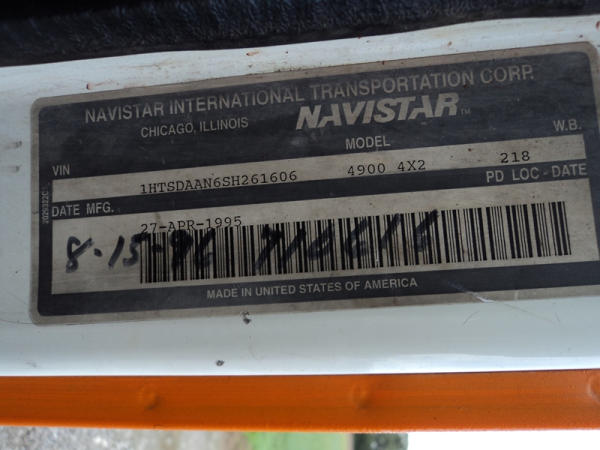 NAVISTAR INTERNATIONAL TRANSPORTATION CORP.
CHICAGO, ILLINOIS NAVISTAR TM
VIN MODEL W.B.
1HTSDAAN6SH261606 4900 4X2 218
DATE MFG. PD LOC - DATE
27-APR-1995
8-15-96
MADE IN UNITED STATES OF AMERICA